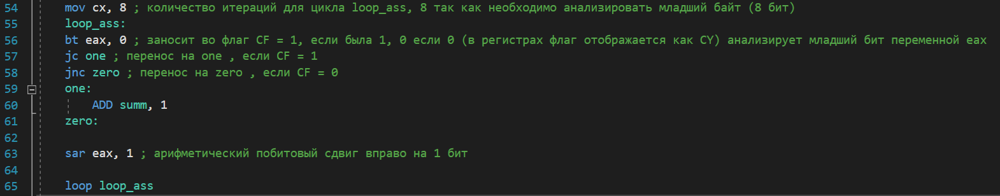 54 mov cx, 8 ; количество итераций для цикла loop_ass, 8 так как необходимо анализировать младший байт (8 бит)
55 loop_ass:
56 bt eax, 0 ; заносит во флаг CF = 1, если была 1, 0 если 0 (в регистрах флаг отображается как CY) анализирует младший бит переменной eax
57 jc one ; перенос на one , если CF = 1
58 jnc zero ; перенос на zero , если CF = 0
59 one:
60 ADD summ, 1
61 zero:
62
63 sar eax, 1 ; арифметический побитовый сдвиг вправо на 1 бит
64
65 loop loop_ass